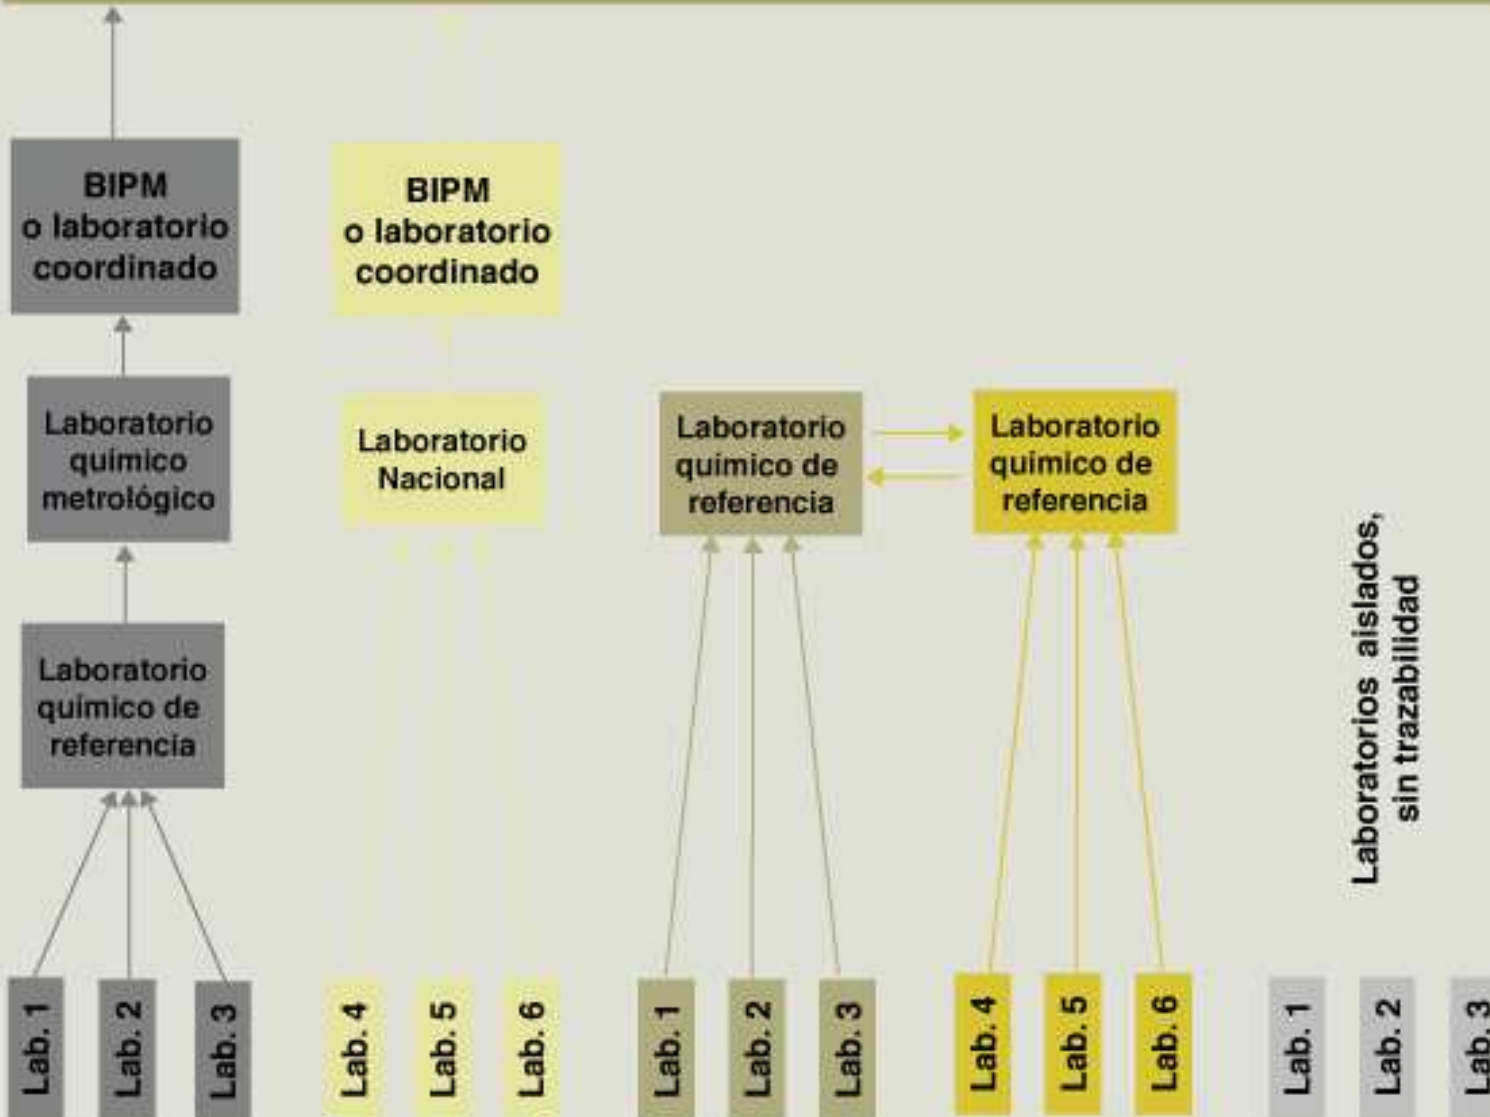 BIPM
o laboratorio
coordinado
Laboratorio
químico
metrológico
Laboratorio
químico de
referencia
Lab. 1
Lab. 2
Lab. 3
BIPM
o laboratorio
coordinado
Laboratorio
Nacional
Lab. 4
Lab. 5
Lab. 6
Laboratorio
químico de
referencia
Lab. 1
Lab. 2
Lab. 3
Laboratorio
químico de
referencia
Lab. 4
Lab. 5
Lab. 6
Laboratorios aislados,
sin trazabilidad
Lab. 1
Lab. 2
Lab. 3